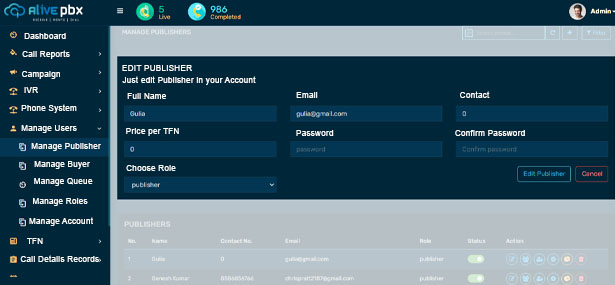 ALIVE pbx
5
Live
986
Completed
Admin
Dashboard
Call Reports
Campaign
IVR
Phone System
Manage Users
Manage Publisher
Manage Buyer
Manage Queue
Manage Roles
Manage Account
TFN
Call Details Records
MANAGE PUBLISHERS
Filter
EDIT PUBLISHER
Just edit Publisher in your Account
Full Name Email Contact
Gulia gulia@gmail.com 0
Price per TFN Password Confirm Password
0 password Confirm password
Choose Role
publisher
Edit Publisher Cancel
PUBLISHERS
No. Name Contact No. Email Role Status Action
1 Gulia 0 gulia@gmail.com publisher
2 publisher